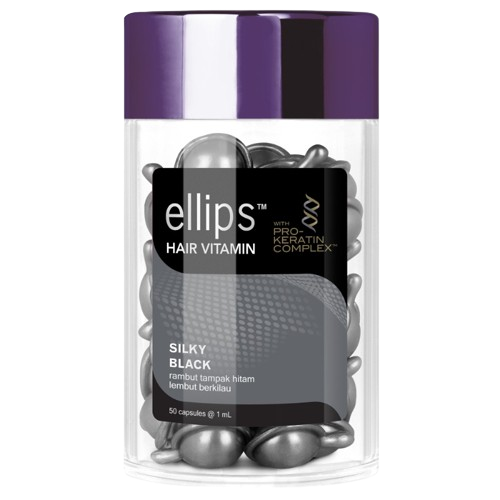 ellips™
HAIR VITAMIN
WITH
PRO-
KERATIN
COMPLEX™
SILKY
BLACK
rambut tampak hitam
lembut berkilau
50 capsules @ 1 mL